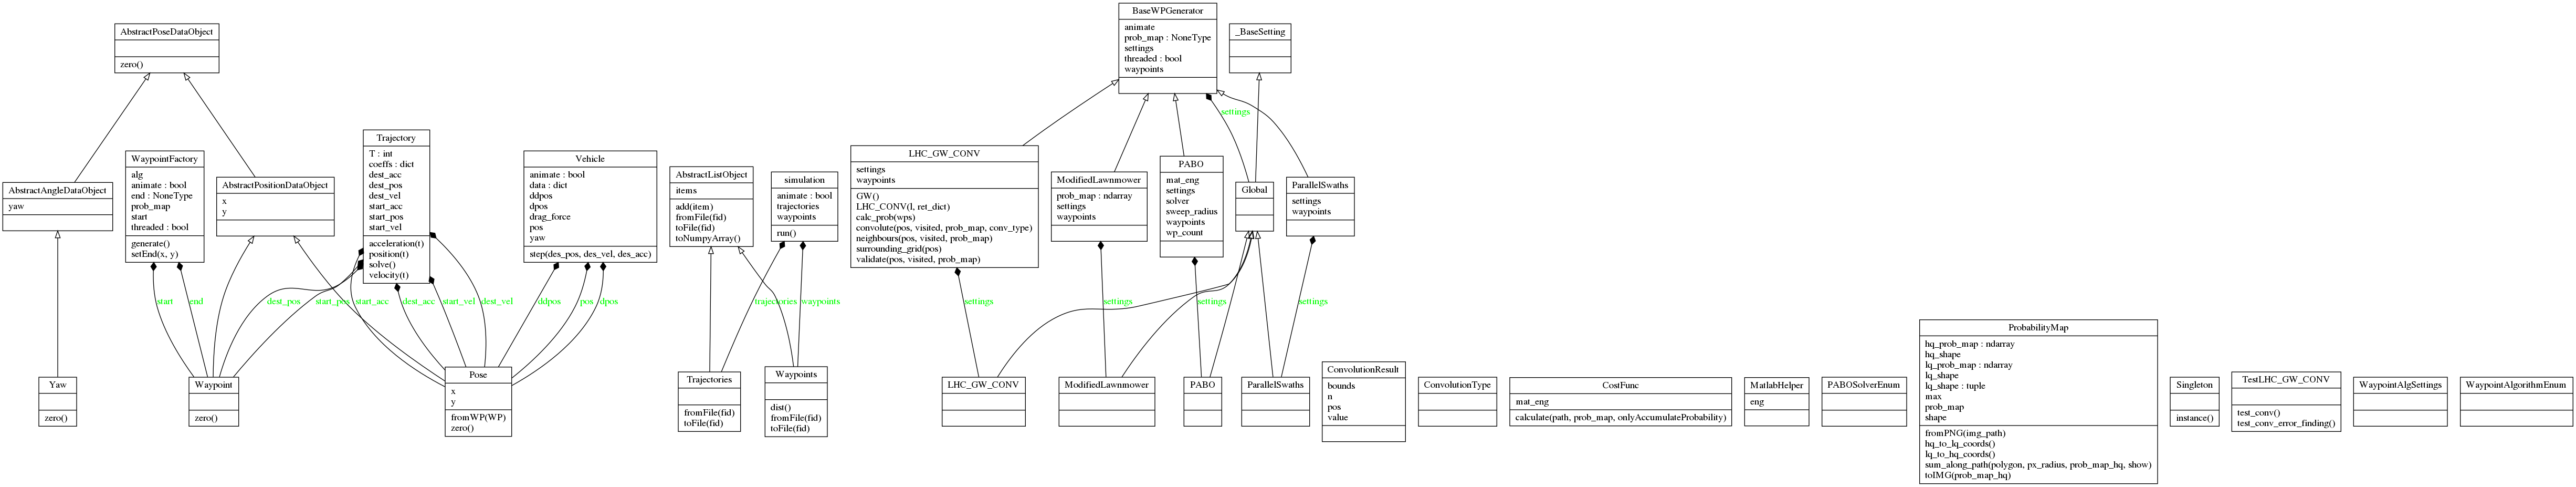 BaseWPGenerator
animate
prob_map : NoneType
settings
threaded : bool
waypoints
_BaseSetting
AbstractPoseDataObject
zero()
settings
Trajectory
T : int
coeffs : dict
dest_acc
dest_pos
dest_vel
start_acc
start_pos
start_vel
acceleration(t)
position(t)
solve()
velocity(t)
WaypointFactory
alg
animate : bool
end : NoneType
prob_map
start
threaded : bool
generate()
setEnd(x, y)
Vehicle
animate : bool
data : dict
ddpos
dpos
drag_force
pos
yaw
step(des_pos, des_vel, des_acc)
AbstractAngleDataObject
yaw
AbstractPositionDataObject
x
y
AbstractListObject
items
add(item)
fromFile(fid)
toFile(fid)
toNumpyArray()
simulation
animate : bool
trajectories
waypoints
run()
LHC_GW_CONV
settings
waypoints
GW()
LHC_CONV(l, ret_dict)
calc_prob(wps)
convolute(pos, visited, prob_map, conv_type)
neighbours(pos, visited, prob_map)
surrounding_grid(pos)
validate(pos, visited, prob_map)
ModifiedLawnmower
prob_map : ndarray
settings
waypoints
PABO
mat_eng
settings
solver
sweep_radius
waypoints
wp_count
Global
ParallelSwaths
settings
waypoints
start
end
dest_pos
start_pos
start_acc
dest_acc
start_vel
dest_vel
ddpos
pos
dpos
trajectories
waypoints
settings
settings
settings
settings
Yaw
zero()
Waypoint
zero()
Pose
x
y
fromWP(WP)
zero()
Trajectories
fromFile(fid)
toFile(fid)
Waypoints
dist()
fromFile(fid)
toFile(fid)
LHC_GW_CONV
ModifiedLawnmower
PABO
ParallelSwaths
ConvolutionResult
bounds
n
pos
value
ConvolutionType
CostFunc
mat_eng
calculate(path, prob_map, onlyAccumulateProbability)
MatlabHelper
eng
PABOSolverEnum
ProbabilityMap
hq_prob_map : ndarray
hq_shape
lq_prob_map : ndarray
lq_shape
lq_shape : tuple
max
prob_map
shape
fromPNG(img_path)
hq_to_lq_coords()
lq_to_hq_coords()
sum_along_path(polygon, px_radius, prob_map_hq, show)
toIMG(prob_map_hq)
Singleton
instance()
TestLHC_GW_CONV
test_conv()
test_conv_error_finding()
WaypointAlgSettings
WaypointAlgorithmEnum